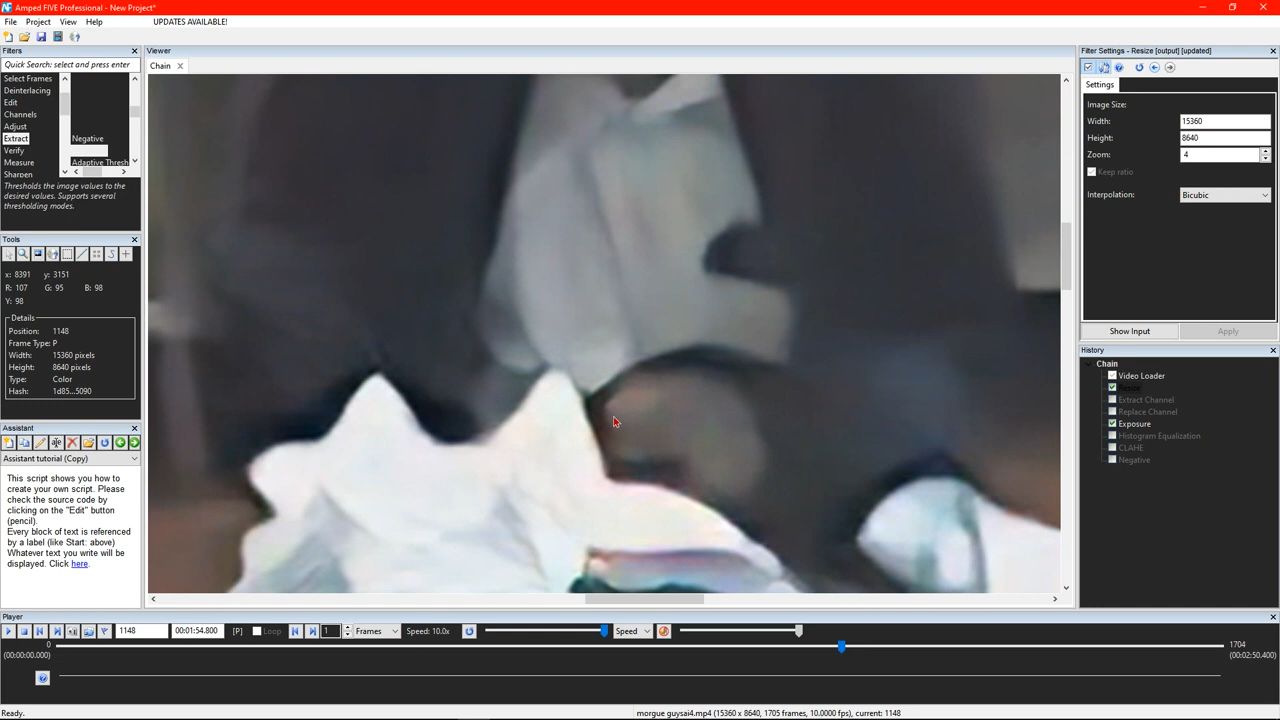 Amped FIVE Professional - New Project*
File Project View Help UPDATES AVAILABLE!
Filters
Quick Search: select and press enter
Select Frames
Deinterlacing
Edit
Channels
Adjust
Extract
Negative
Verify
Measure
Adaptive Thresh
Sharpen
Thresholds the image values to the
desired values. Supports several
thresholding modes.
Tools
x: 8391 y: 3151
R: 107 G: 95 B: 98
Y: 98
Details
Position: 1148
Frame Type: P
Width: 15360 pixels
Height: 8640 pixels
Type: Color
Hash: 1d85...5090
Assistant
Assistant tutorial (Copy)
This script shows you how to
create your own script. Please
check the source code by
clicking on the "Edit" button
(pencil).
Every block of text is referenced
by a label (like Start: above)
Whatever text you write will be
displayed. Click here.
Viewer
Chain
Filter Settings - Resize [output] [updated]
Settings
Image Size:
Width: 15360
Height: 8640
Zoom: 4
Keep ratio
Interpolation: Bicubic
Show Input Apply
History
Chain
Video Loader
Resize
Extract Channel
Replace Channel
Exposure
Histogram Equalization
CLAHE
Negative
Player
1148 00:01:54.800 [P] Loop 1 Frames Speed: 10.0x Speed
0 1704
(00:00:00.000) (00:02:50.400)
Ready. morgue guysai4.mp4 (15360 x 8640, 1705 frames, 10.0000 fps), current: 1148